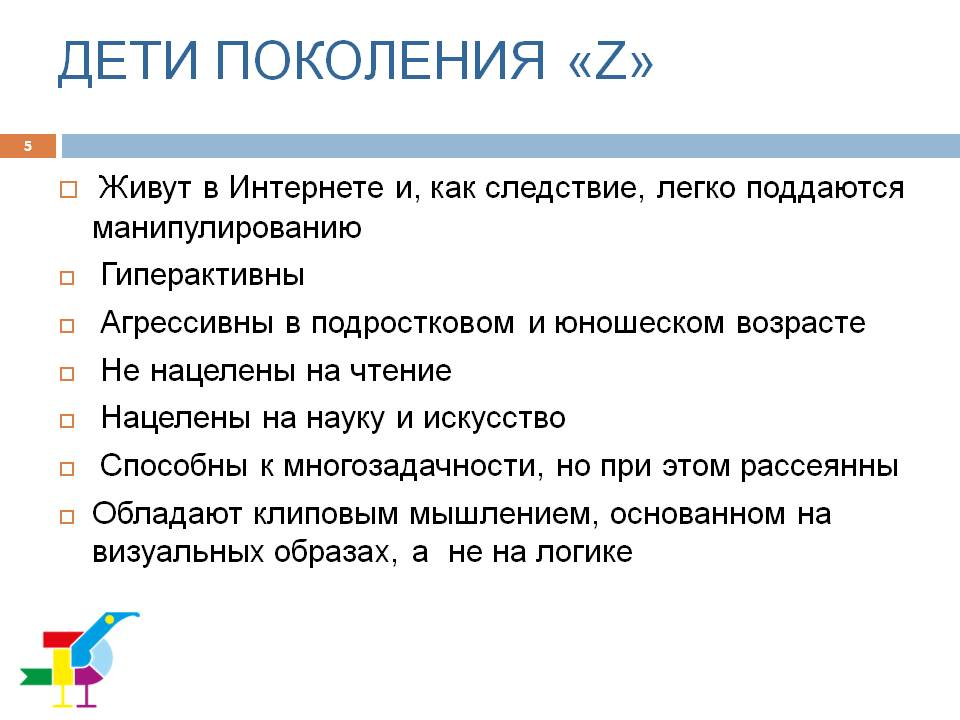 ДЕТИ ПОКОЛЕНИЯ «Z»
5
Живут в Интернете и, как следствие, легко поддаются
манипулированию
Гиперактивны
Агрессивны в подростковом и юношеском возрасте
Не нацелены на чтение
Нацелены на науку и искусство
Способны к многозадачности, но при этом рассеянны
Обладают клиповым мышлением, основанном на
визуальных образах, а не на логике